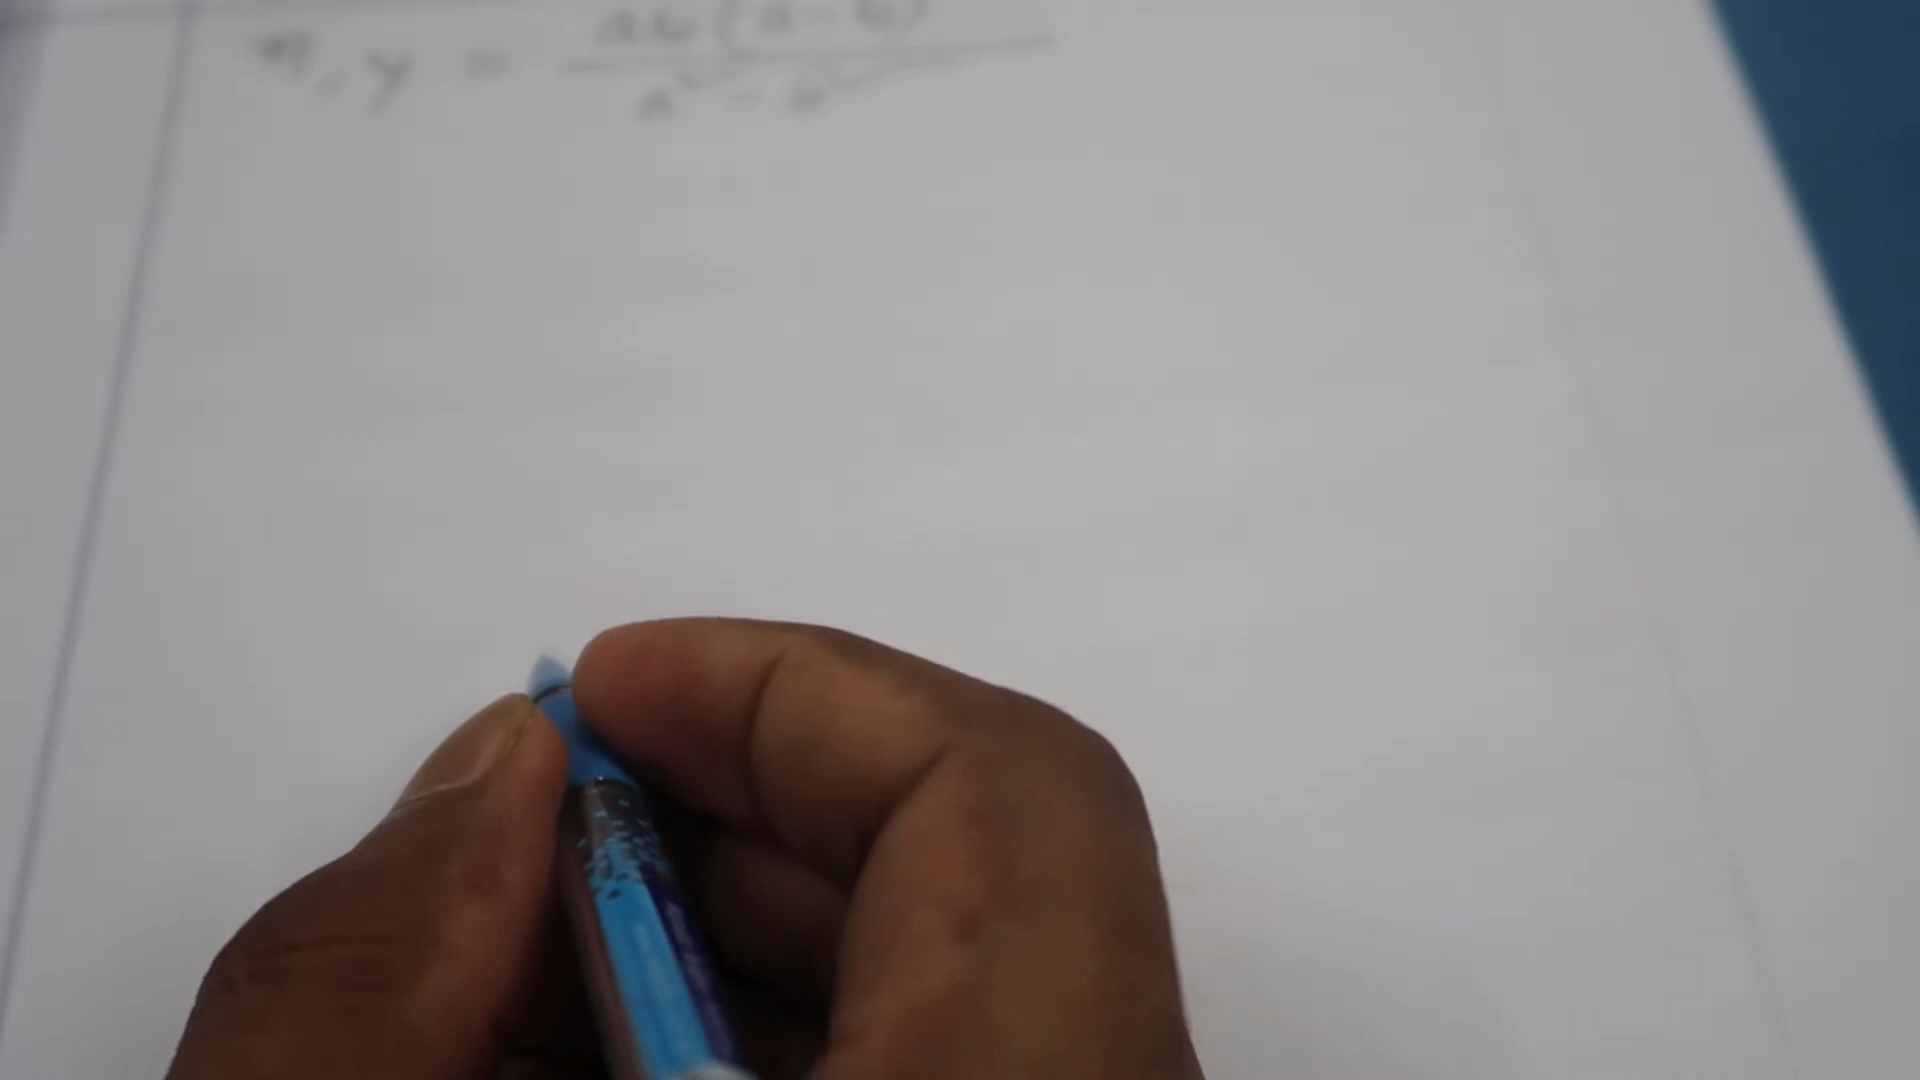 বা, y = ab(a-b) / a² - b²